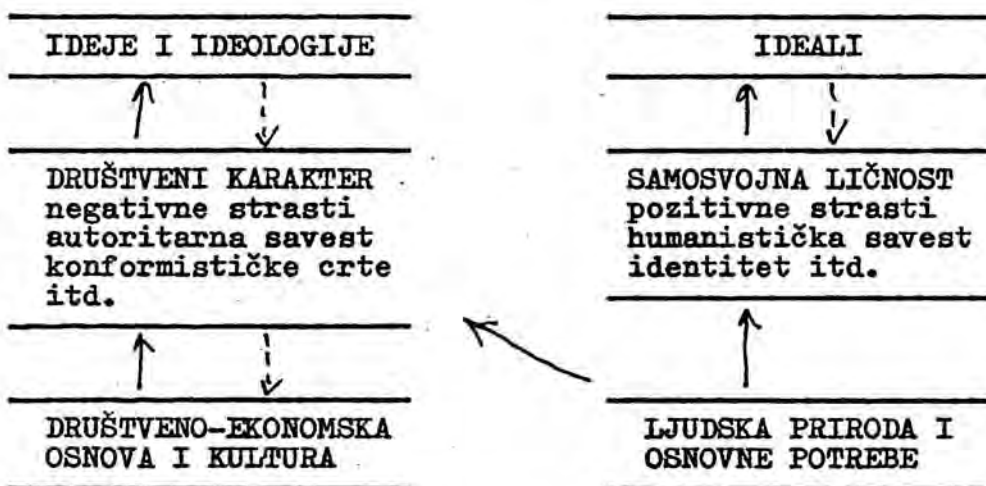 IDEJE I IDEOLOGIJE
DRUŠTVENI KARAKTER
negativne strasti
autoritarna savest
konformističke crte
itd.
DRUŠTVENO-EKONOMSKA
OSNOVA I KULTURA
IDEALI
SAMOSVOJNA LIČNOST
pozitivne strasti
humanistička savest
identitet itd.
LJUDSKA PRIRODA I
OSNOVNE POTREBE